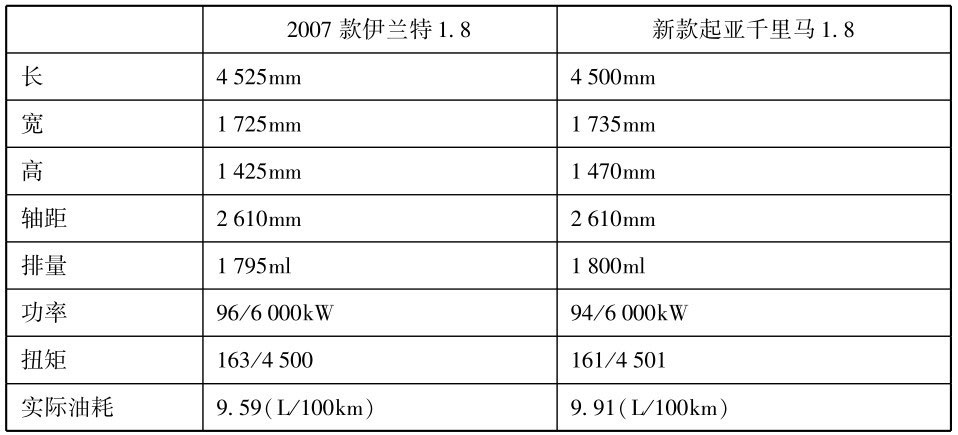 2007 款伊兰特 1.8 新款起亚千里马 1.8
长 4 525mm 4 500mm
宽 1 725mm 1 735mm
高 1 425mm 1 470mm
轴距 2 610mm 2 610mm
排量 1 795ml 1 800ml
功率 96/6 000kW 94/6 000kW
扭矩 163/4 500 161/4 501
实际油耗 9.59(L/100km) 9.91(L/100km)